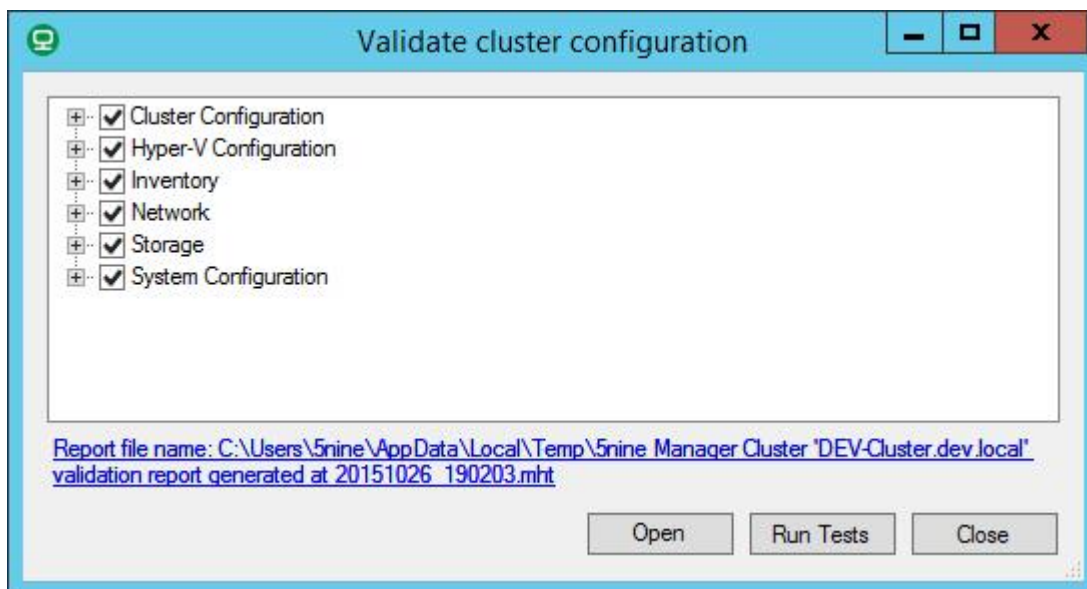 Validate cluster configuration
Cluster Configuration
Hyper-V Configuration
Inventory
Network
Storage
System Configuration
Report file name: C:\Users\5nine\AppData\Local\Temp\5nine Manager Cluster 'DEV-Cluster.dev.local'
validation report generated at 20151026_190203.mht
Open
Run Tests
Close